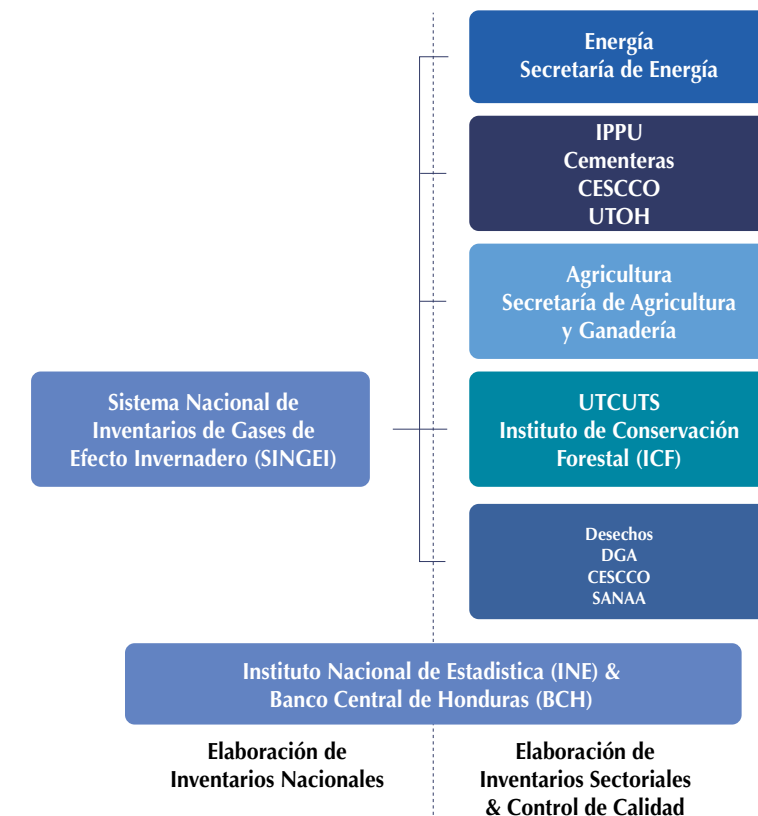 Energía
Secretaría de Energía
IPPU
Cementeras
CESCCO
UTOH
Agricultura
Secretaría de Agricultura
y Ganadería
Sistema Nacional de
Inventarios de Gases de
Efecto Invernadero (SINGEI)
UTCUTS
Instituto de Conservación
Forestal (ICF)
Desechos
DGA
CESCCO
SANAA
Instituto Nacional de Estadistica (INE) &
Banco Central de Honduras (BCH)
Elaboración de
Inventarios Nacionales
Elaboración de
Inventarios Sectoriales
& Control de Calidad